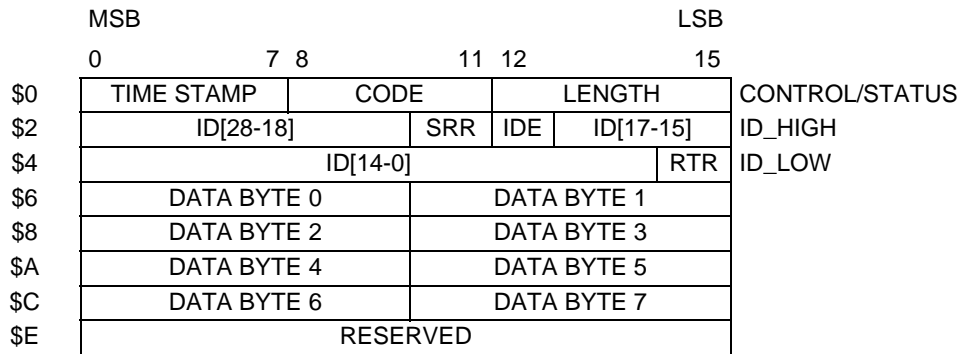 MSB LSB
0 7 8 11 12 15
$0 TIME STAMP CODE LENGTH CONTROL/STATUS
$2 ID[28-18] SRR IDE ID[17-15] ID_HIGH
$4 ID[14-0] RTR ID_LOW
$6 DATA BYTE 0 DATA BYTE 1
$8 DATA BYTE 2 DATA BYTE 3
$A DATA BYTE 4 DATA BYTE 5
$C DATA BYTE 6 DATA BYTE 7
$E RESERVED